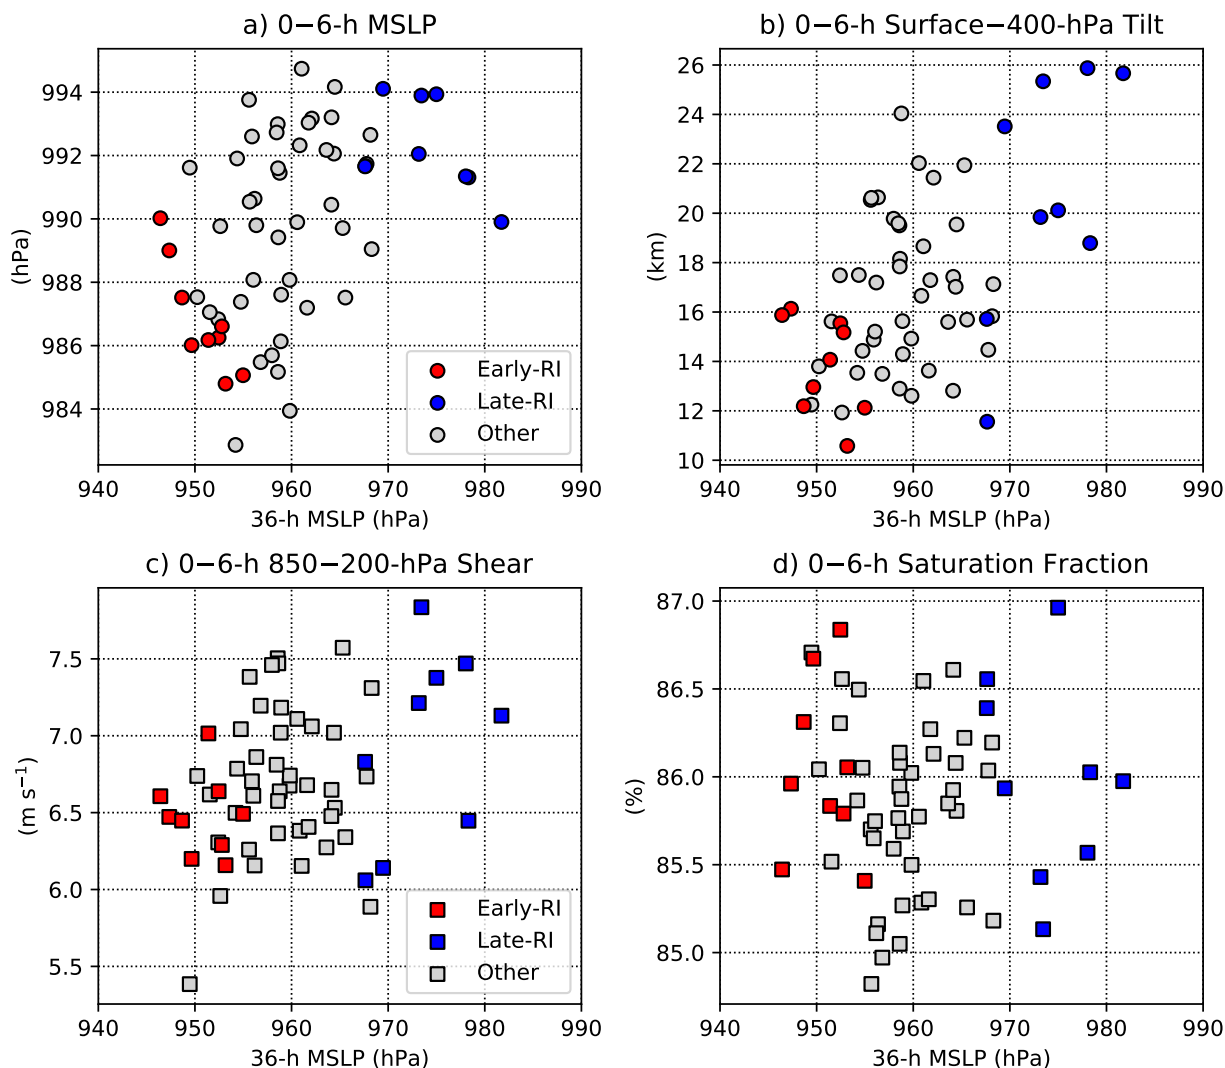 a) 0−6-h MSLP
994
992
990
988
986
984
(hPa)
Early-RI
Late-RI
Other
940 950 960 970 980 990
36-h MSLP (hPa)
b) 0−6-h Surface−400-hPa Tilt
26
24
22
20
18
16
14
12
10
(km)
940 950 960 970 980 990
36-h MSLP (hPa)
c) 0−6-h 850−200-hPa Shear
7.5
7.0
6.5
6.0
5.5
(m s⁻¹)
Early-RI
Late-RI
Other
940 950 960 970 980 990
36-h MSLP (hPa)
d) 0−6-h Saturation Fraction
87.0
86.5
86.0
85.5
85.0
(%)
940 950 960 970 980 990
36-h MSLP (hPa)